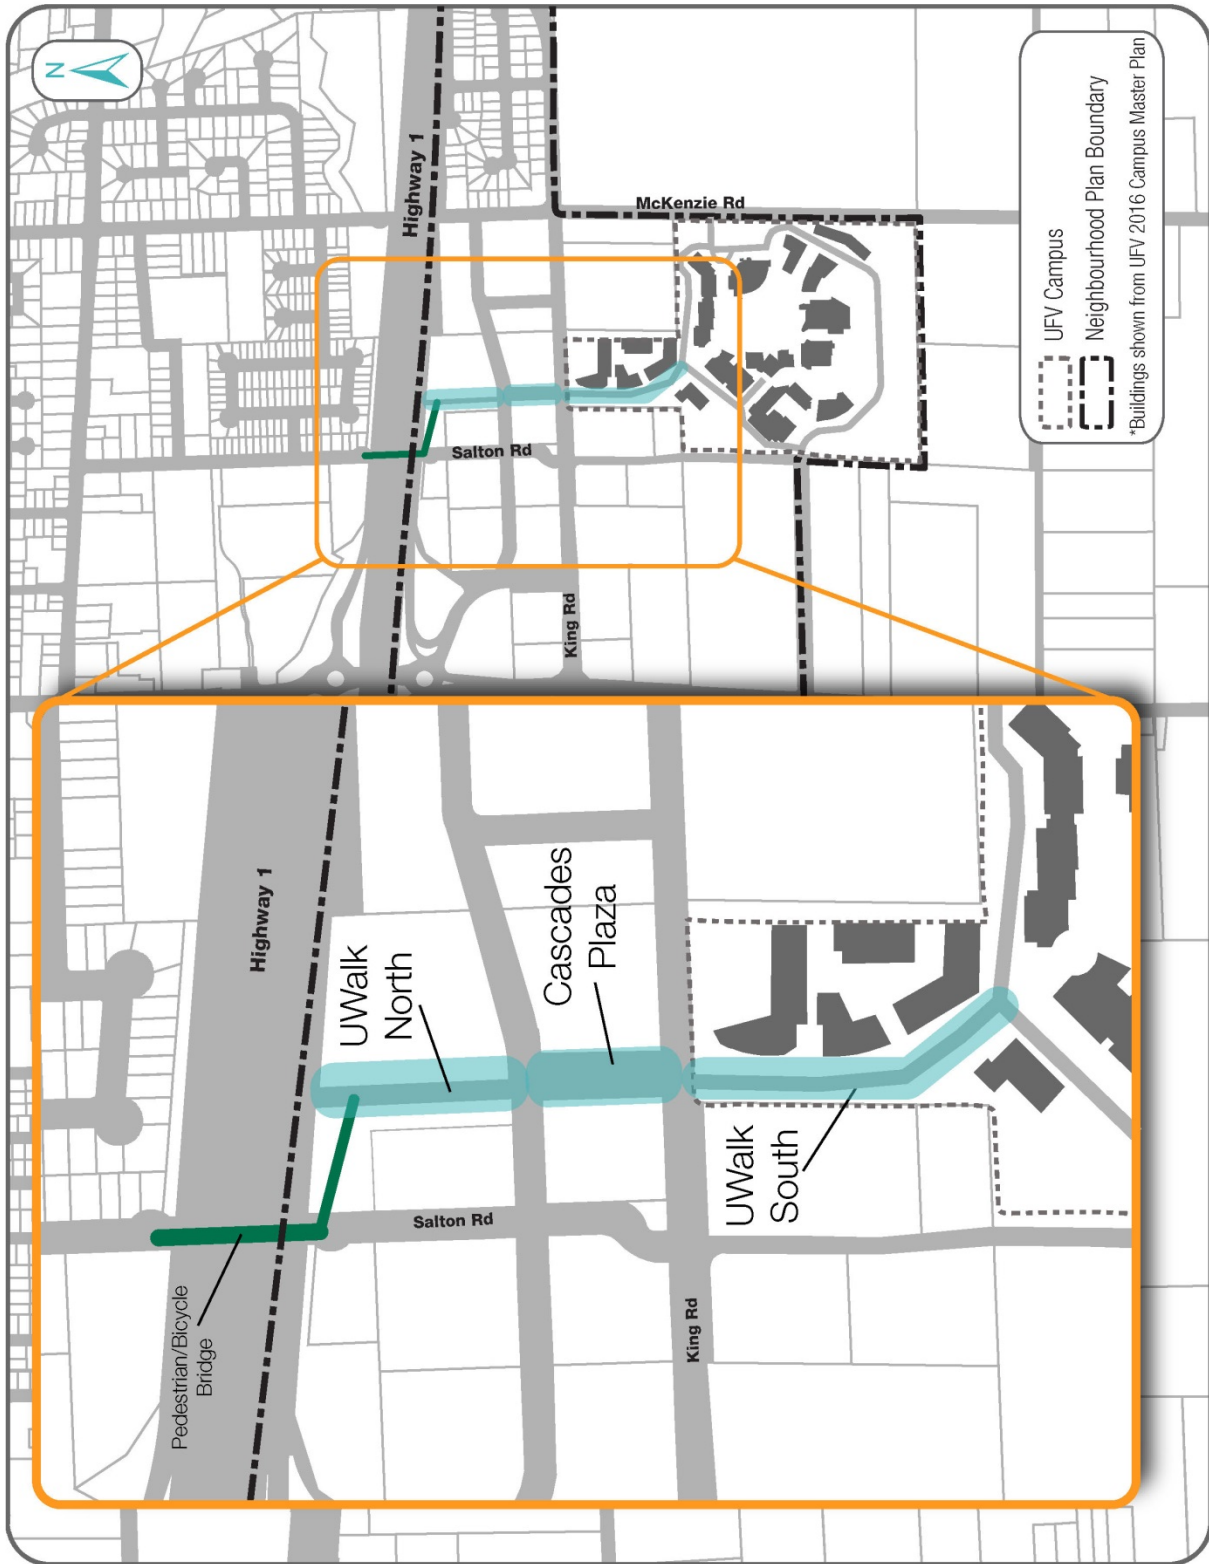 N
Highway 1
McKenzie Rd
Salton Rd
King Rd
UFV Campus
Neighbourhood Plan Boundary
*Buildings shown from UFV 2016 Campus Master Plan
Highway 1
UWalk
North
Cascades
Plaza
UWalk
South
Salton Rd
King Rd
Pedestrian/Bicycle
Bridge